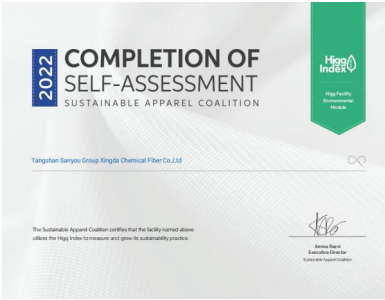 2022
COMPLETION OF
SELF-ASSESSMENT
SUSTAINABLE APPAREL COALITION
Higg
Index
Higg Facility
Environmental
Module
Tangshan Sanyou Group Xingda Chemical Fiber Co.,Ltd
The Sustainable Apparel Coalition certifies that the facility named above
utilizes the Higg Index to measure and grow its sustainability practice.
Amina Razvi
Executive Director
Sustainable Apparel Coalition